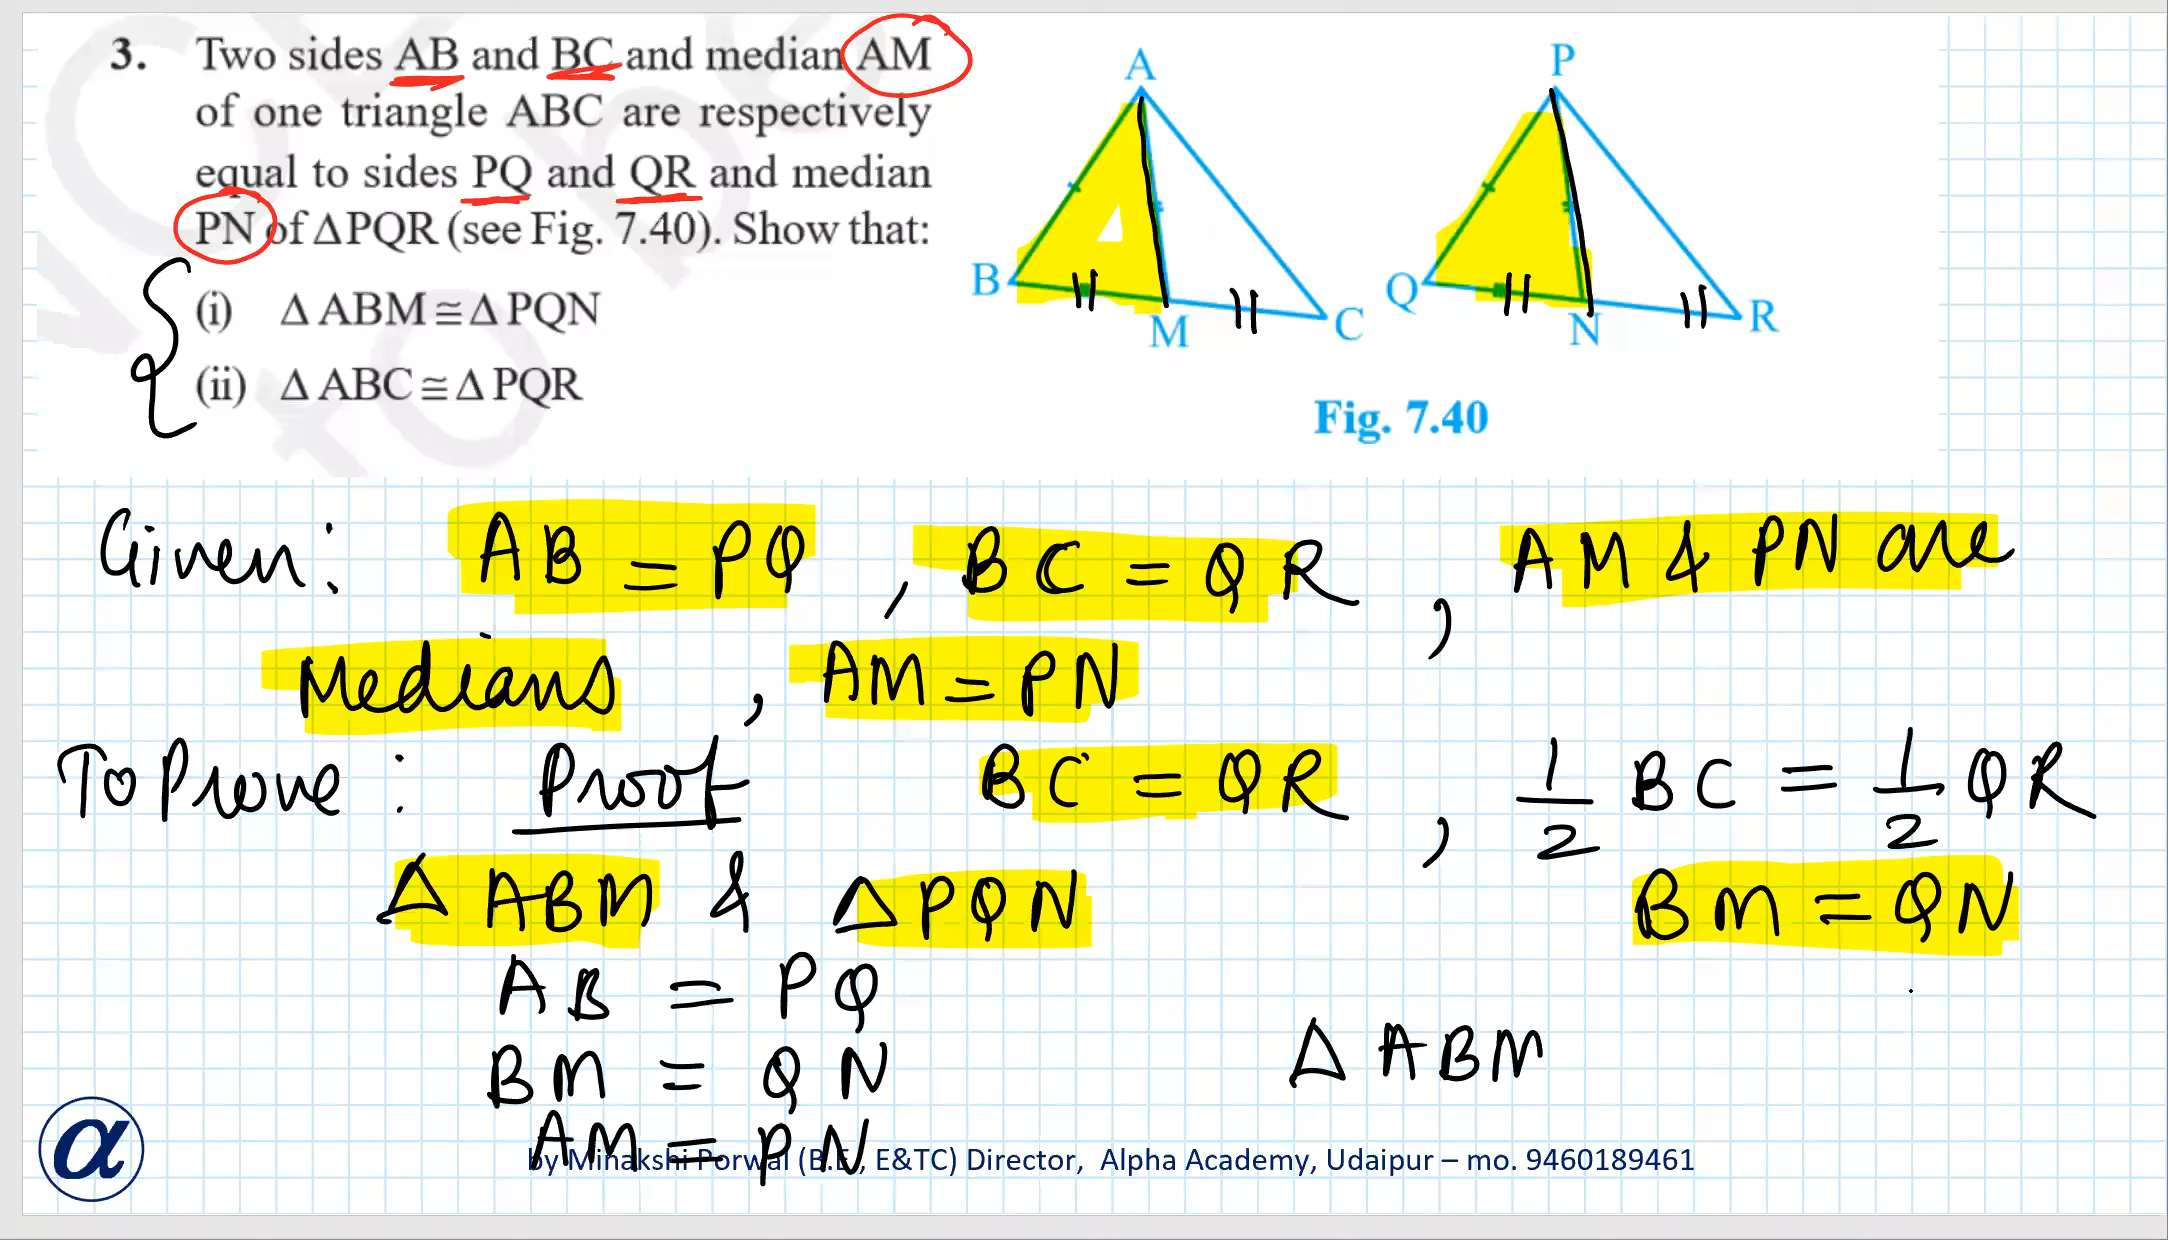 3. Two sides AB and BC and median AM
of one triangle ABC are respectively
equal to sides PQ and QR and median
PN of ΔPQR (see Fig. 7.40). Show that:
(i) Δ ABM ≅ Δ PQN
(ii) Δ ABC ≅ Δ PQR
A
B
M
C
P
Q
N
R
Fig. 7.40
Given: AB = PQ , BC = QR , AM & PN are
Medians , AM = PN
To Prove: Proof BC = QR , 1/2 BC = 1/2 QR
Δ ABM & Δ PQN BM = QN
AB = PQ
Δ ABM
BM = QN
AM = PN
α by Minakshi Porwal (B.E., E&TC) Director, Alpha Academy, Udaipur – mo. 9460189461